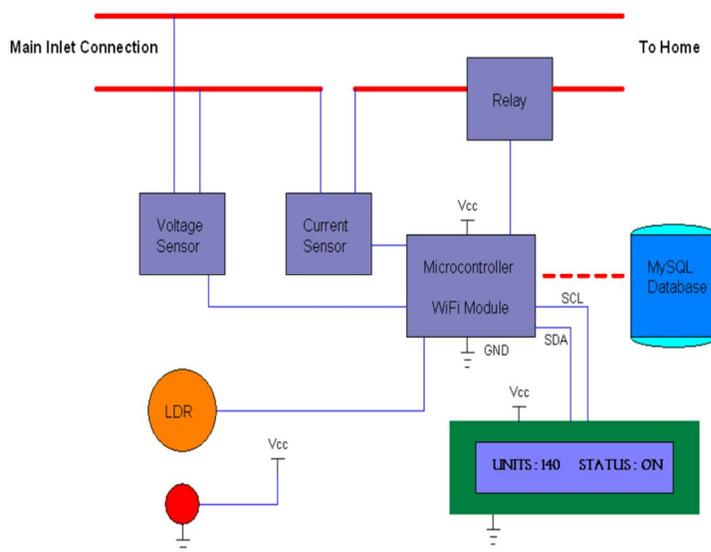 Main Inlet Connection
To Home
Relay
Voltage
Sensor
Current
Sensor
Vcc
Microcontroller
WiFi Module
MySQL
Database
SCL
SDA
GND
LDR
Vcc
Vcc
UNITS : 140 STATUS : ON